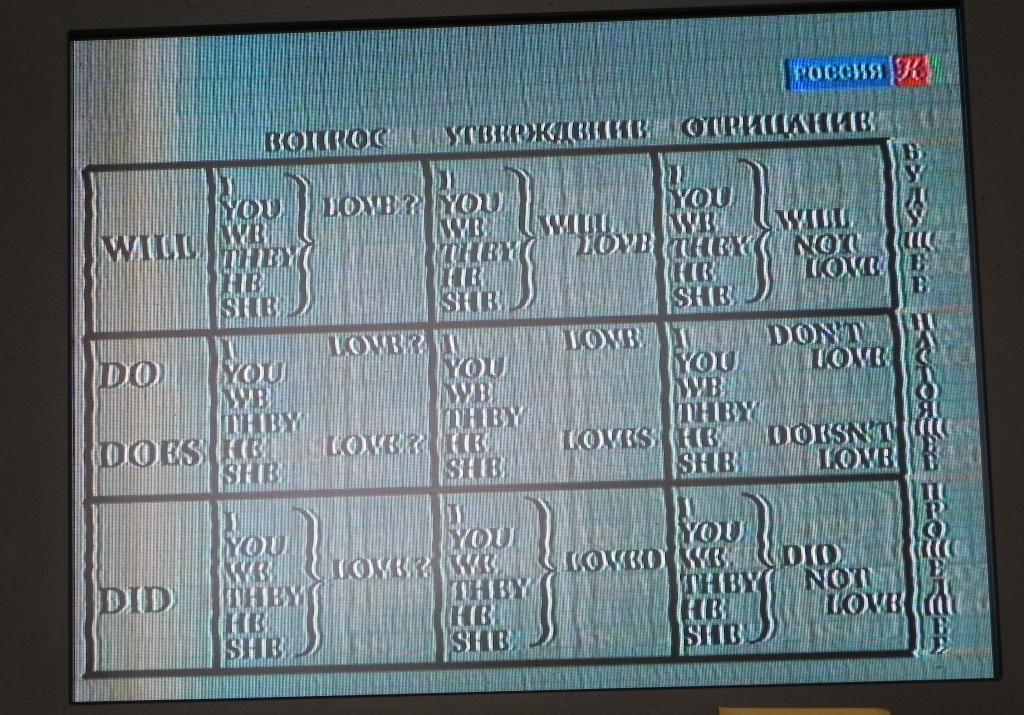 РОССИЯ К
ВОПРОС УТВЕРЖДЕНИЕ ОТРИЦАНИЕ
WILL
I
YOU
WE
THEY
HE
SHE
LOVE?
I
YOU
WE
THEY
HE
SHE
WILL
LOVE
I
YOU
WE
THEY
HE
SHE
WILL
NOT
LOVE
БУДУЩЕЕ
DO
DOES
I
YOU
WE
THEY
HE
SHE
LOVE?
LOVE?
I
YOU
WE
THEY
HE
SHE
LOVE
LOVES
I
YOU
WE
THEY
HE
SHE
DON'T
LOVE
DOESN'T
LOVE
НАСТОЯЩЕЕ
DID
I
YOU
WE
THEY
HE
SHE
LOVE?
I
YOU
WE
THEY
HE
SHE
LOVED
I
YOU
WE
THEY
HE
SHE
DID
NOT
LOVE
ПРОШЕДШЕЕ